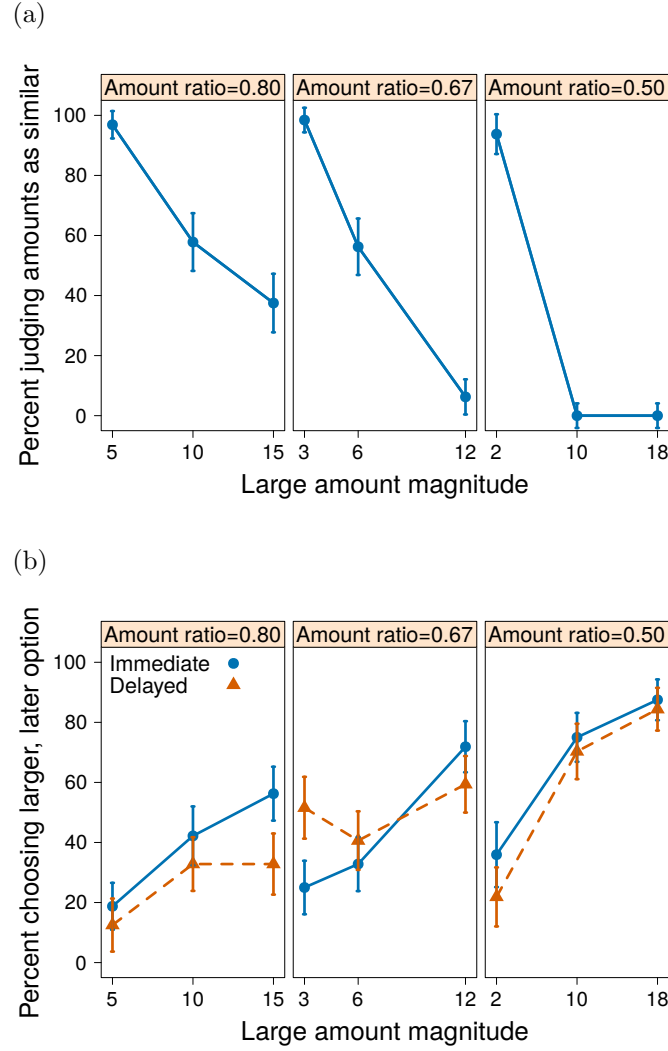 (a)
Amount ratio=0.80 Amount ratio=0.67 Amount ratio=0.50
Percent judging amounts as similar
100
80
60
40
20
0
5 10 15 3 6 12 2 10 18
Large amount magnitude
(b)
Amount ratio=0.80 Amount ratio=0.67 Amount ratio=0.50
Percent choosing larger, later option
Immediate
Delayed
100
80
60
40
20
0
5 10 15 3 6 12 2 10 18
Large amount magnitude